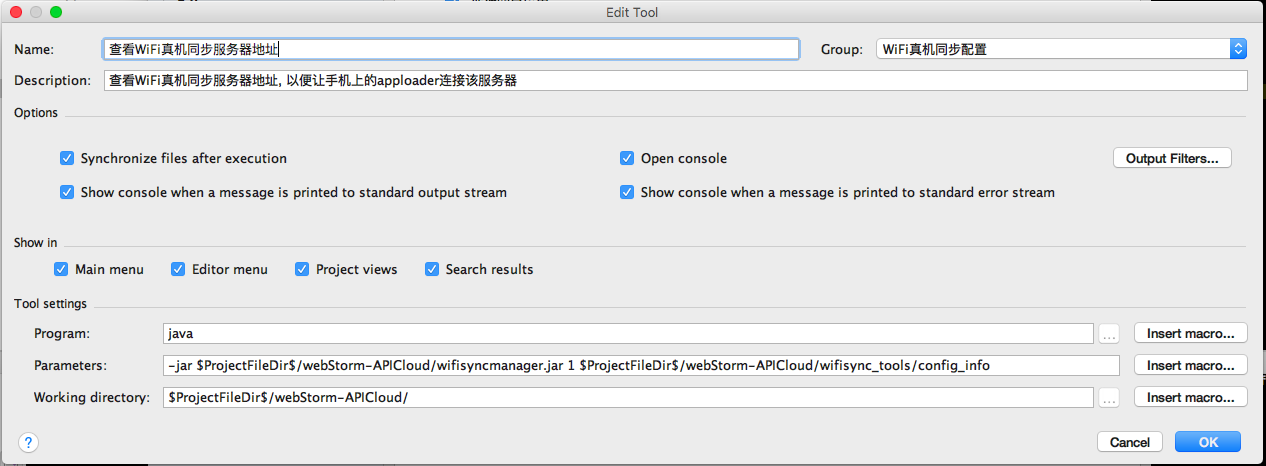 Edit Tool
Name: 查看WiFi真机同步服务器地址 Group: WiFi真机同步配置
Description: 查看WiFi真机同步服务器地址, 以便让手机上的apploader连接该服务器
Options
Synchronize files after execution Open console Output Filters...
Show console when a message is printed to standard output stream Show console when a message is printed to standard error stream
Show in
Main menu Editor menu Project views Search results
Tool settings
Program: java ... Insert macro...
Parameters: -jar $ProjectFileDir$/webStorm-APICloud/wifisyncmanager.jar 1 $ProjectFileDir$/webStorm-APICloud/wifisync_tools/config_info Insert macro...
Working directory: $ProjectFileDir$/webStorm-APICloud/ ... Insert macro...
? Cancel OK